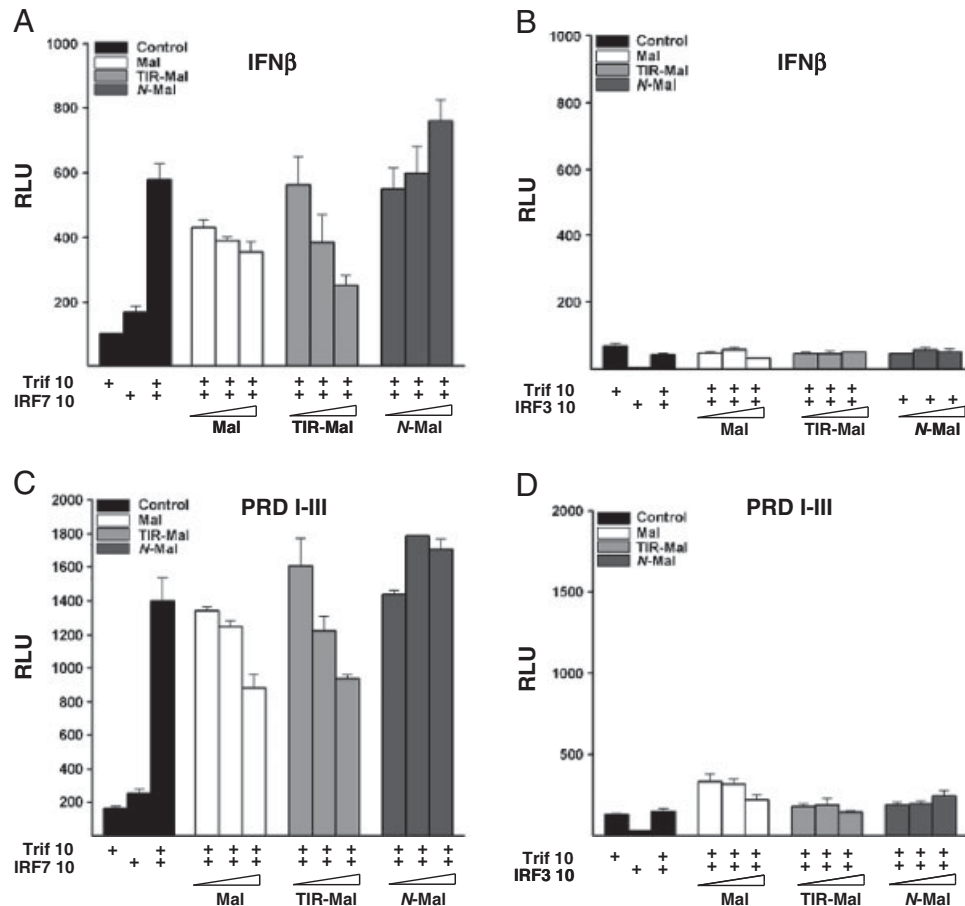 A
IFNβ
Control
Mal
TIR-Mal
N-Mal
RLU
1000
800
600
400
200
Trif 10 + + + + + + + + + + +
IRF7 10 + + + + + + + + + + +
Mal TIR-Mal N-Mal
B
IFNβ
Control
Mal
TIR-Mal
N-Mal
RLU
1000
800
600
400
200
Trif 10 + + + + + + + +
IRF3 10 + + + + + + + + + + +
Mal TIR-Mal N-Mal
C
PRD I-III
Control
Mal
TIR-Mal
N-Mal
RLU
2000
1800
1600
1400
1200
1000
800
600
400
200
Trif 10 + + + + + + + + + + +
IRF7 10 + + + + + + + + + + +
Mal TIR-Mal N-Mal
D
PRD I-III
Control
Mal
TIR-Mal
N-Mal
RLU
2000
1500
1000
500
Trif 10 + + + + + + + + + + +
IRF3 10 + + + + + + + + + + +
Mal TIR-Mal N-Mal